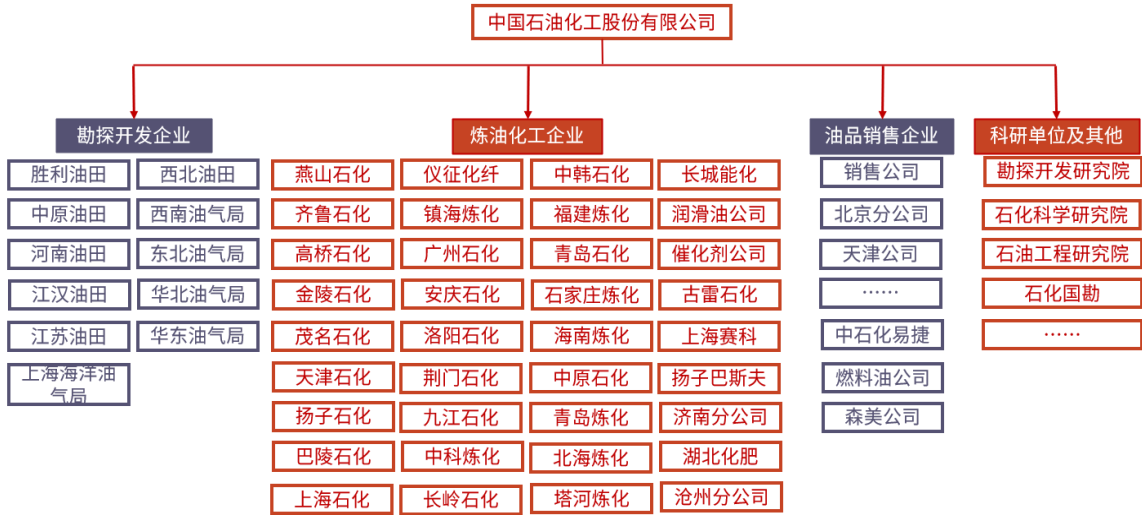 中国石油化工股份有限公司
勘探开发企业
炼油化工企业
油品销售企业
科研单位及其他
胜利油田
西北油田
中原油田
西南油气局
河南油田
东北油气局
江汉油田
华北油气局
江苏油田
华东油气局
上海海洋油
气局
燕山石化
仪征化纤
中韩石化
长城能化
齐鲁石化
镇海炼化
福建炼化
润滑油公司
高桥石化
广州石化
青岛石化
催化剂公司
金陵石化
安庆石化
石家庄炼化
古雷石化
茂名石化
洛阳石化
海南炼化
上海赛科
天津石化
荆门石化
中原石化
扬子巴斯夫
扬子石化
九江石化
青岛炼化
济南分公司
巴陵石化
中科炼化
北海炼化
湖北化肥
上海石化
长岭石化
塔河炼化
沧州分公司
销售公司
北京分公司
天津公司
……
中石化易捷
燃料油公司
森美公司
勘探开发研究院
石化科学研究院
石油工程研究院
石化国勘
……